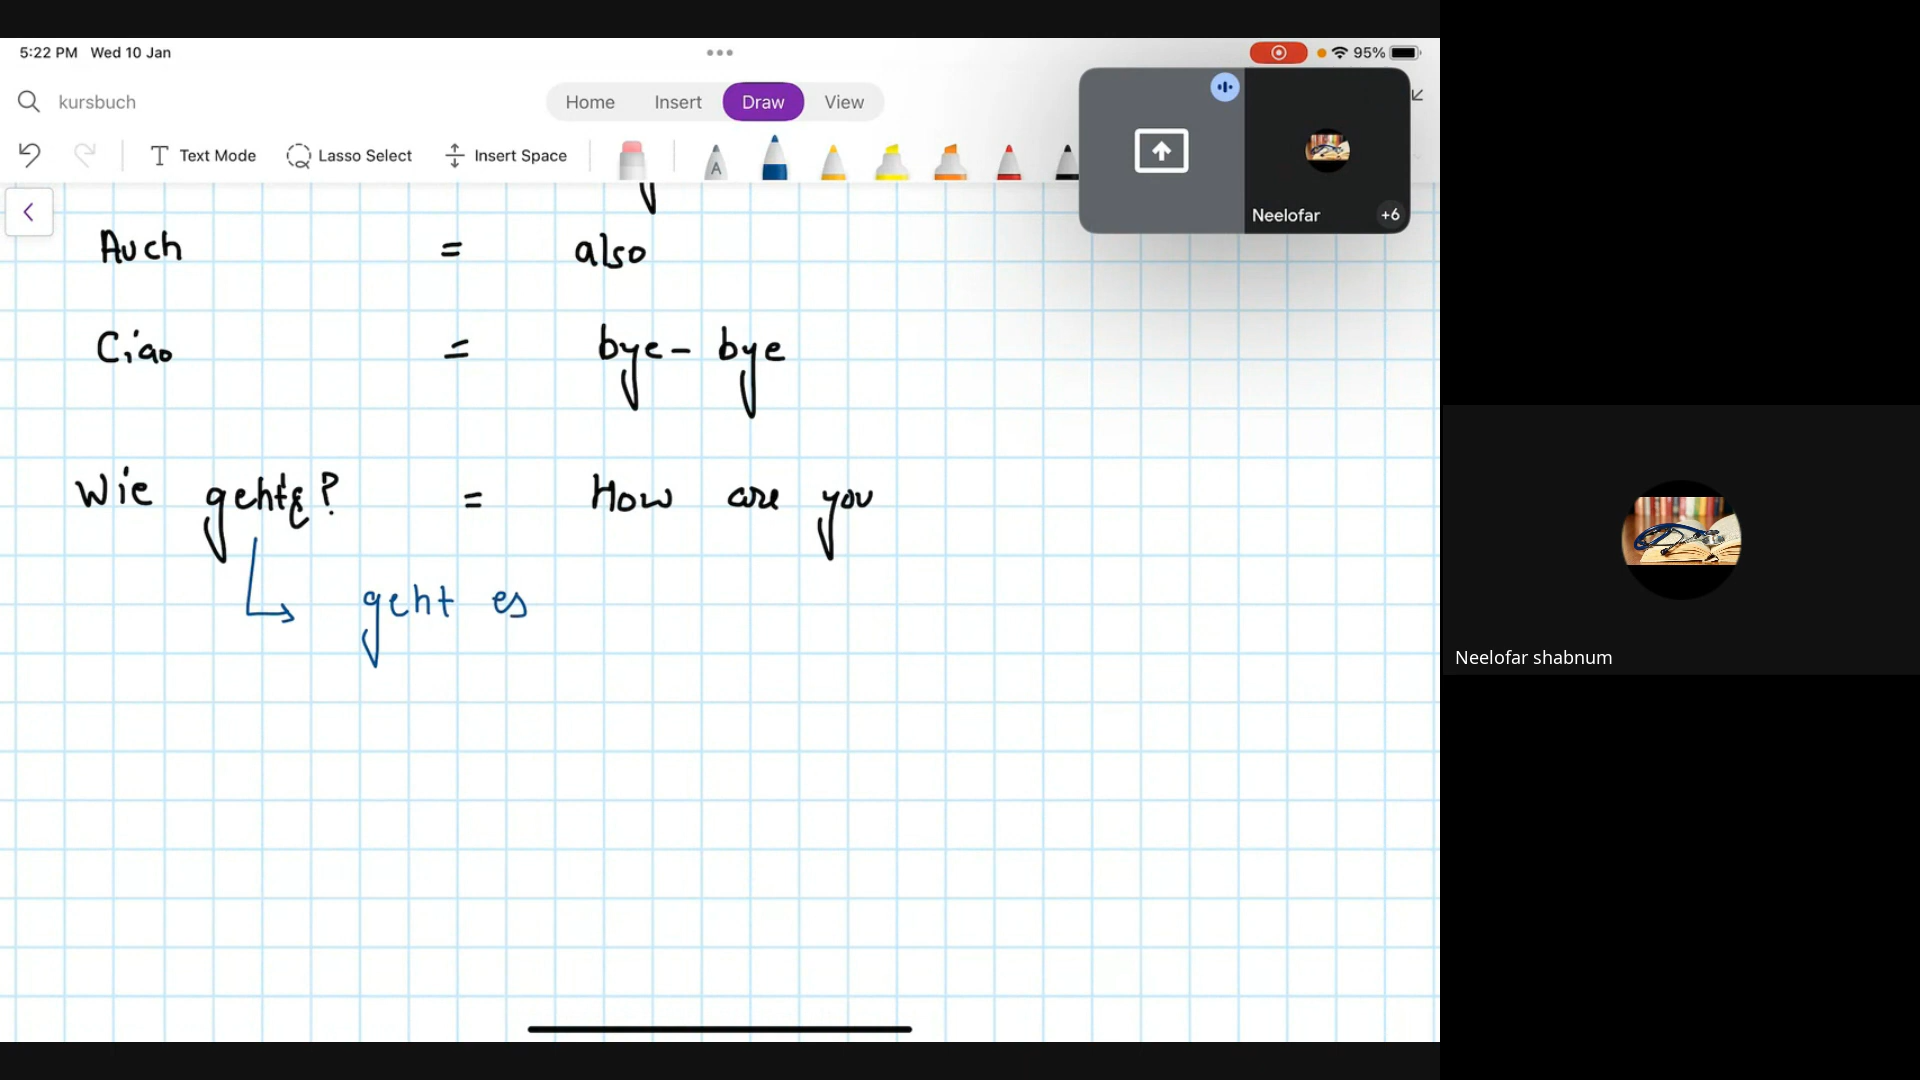 5:22 PM Wed 10 Jan
95%
kursbuch
Home Insert Draw View
Text Mode Lasso Select Insert Space
A
Neelofar +6
Auch = also
Ciao = bye-bye
Wie geht's? = How are you
geht es
Neelofar shabnum